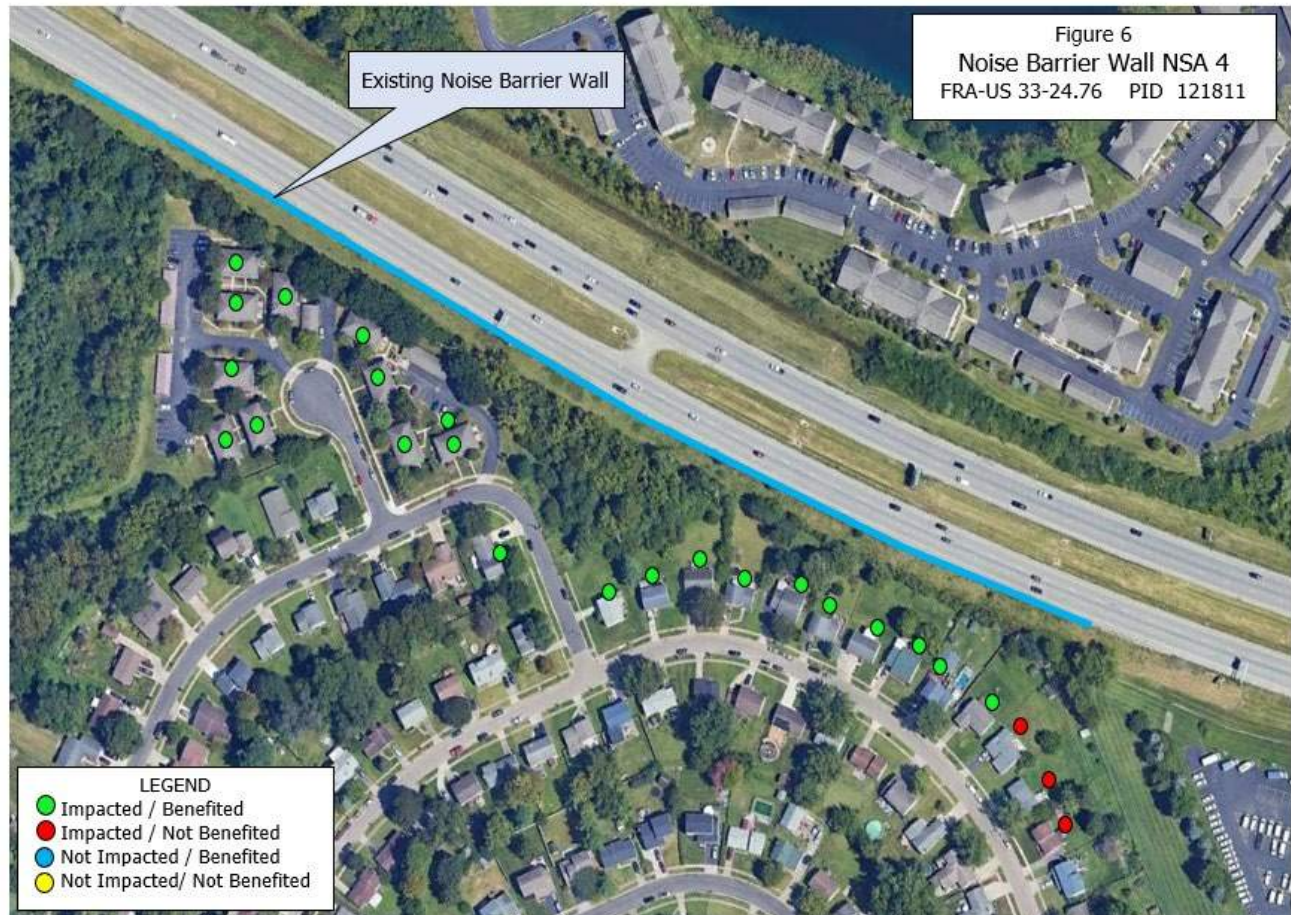 Figure 6
Noise Barrier Wall NSA 4
FRA-US 33-24.76 PID 121811
Existing Noise Barrier Wall
LEGEND
Impacted / Benefited
Impacted / Not Benefited
Not Impacted / Benefited
Not Impacted/ Not Benefited